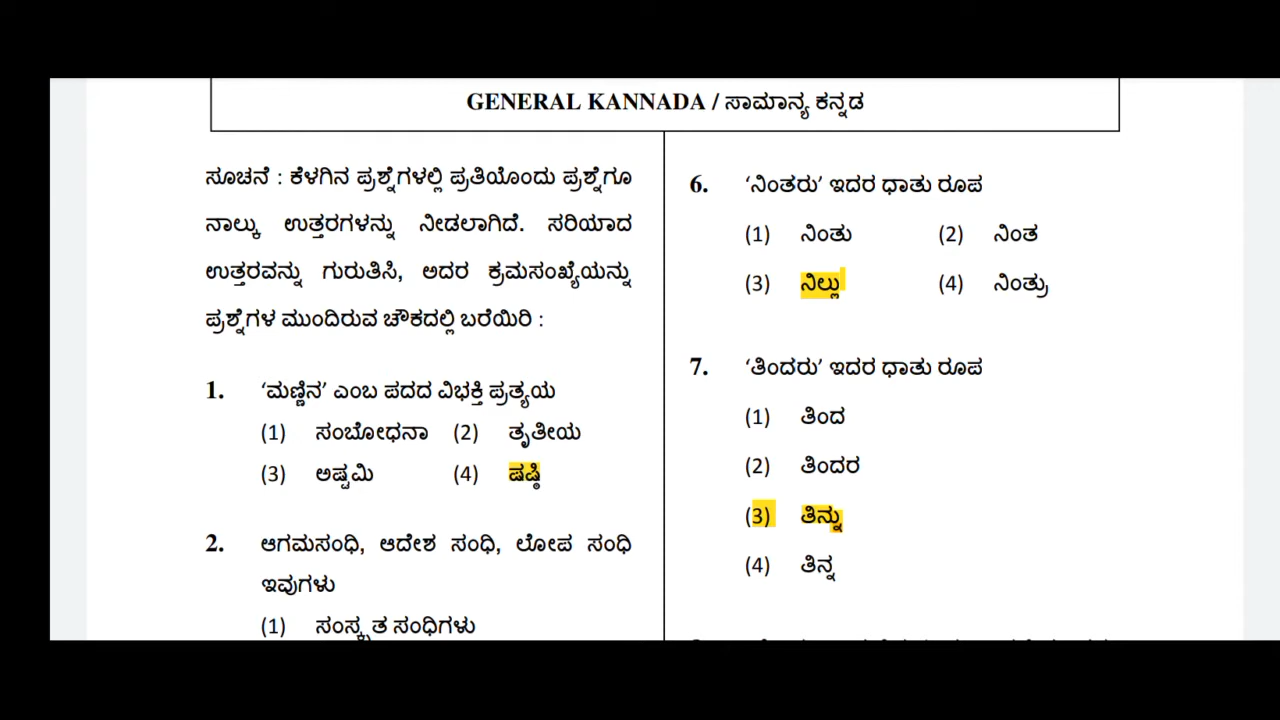 GENERAL KANNADA / ಸಾಮಾನ್ಯ ಕನ್ನಡ
ಸೂಚನೆ : ಕೆಳಗಿನ ಪ್ರಶ್ನೆಗಳಲ್ಲಿ ಪ್ರತಿಯೊಂದು ಪ್ರಶ್ನೆಗೂ
ನಾಲ್ಕು ಉತ್ತರಗಳನ್ನು ನೀಡಲಾಗಿದೆ. ಸರಿಯಾದ
ಉತ್ತರವನ್ನು ಗುರುತಿಸಿ, ಅದರ ಕ್ರಮಸಂಖ್ಯೆಯನ್ನು
ಪ್ರಶ್ನೆಗಳ ಮುಂದಿರುವ ಚೌಕದಲ್ಲಿ ಬರೆಯಿರಿ :
1. ‘ಮಣ್ಣಿನ’ ಎಂಬ ಪದದ ವಿಭಕ್ತಿ ಪ್ರತ್ಯಯ
(1) ಸಂಬೋಧನಾ (2) ತೃತೀಯ
(3) ಅಷ್ಟಮಿ (4) ಷಷ್ಠಿ
2. ಆಗಮಸಂಧಿ, ಆದೇಶ ಸಂಧಿ, ಲೋಪ ಸಂಧಿ
ಇವುಗಳು
(1) ಸಂಸ್ಕೃತ ಸಂಧಿಗಳು
6. ‘ನಿಂತರು’ ಇದರ ಧಾತು ರೂಪ
(1) ನಿಂತು (2) ನಿಂತ
(3) ನಿಲ್ಲು (4) ನಿಂತ್ರು
7. ‘ತಿಂದರು’ ಇದರ ಧಾತು ರೂಪ
(1) ತಿಂದ
(2) ತಿಂದರ
(3) ತಿನ್ನು
(4) ತಿನ್ನ